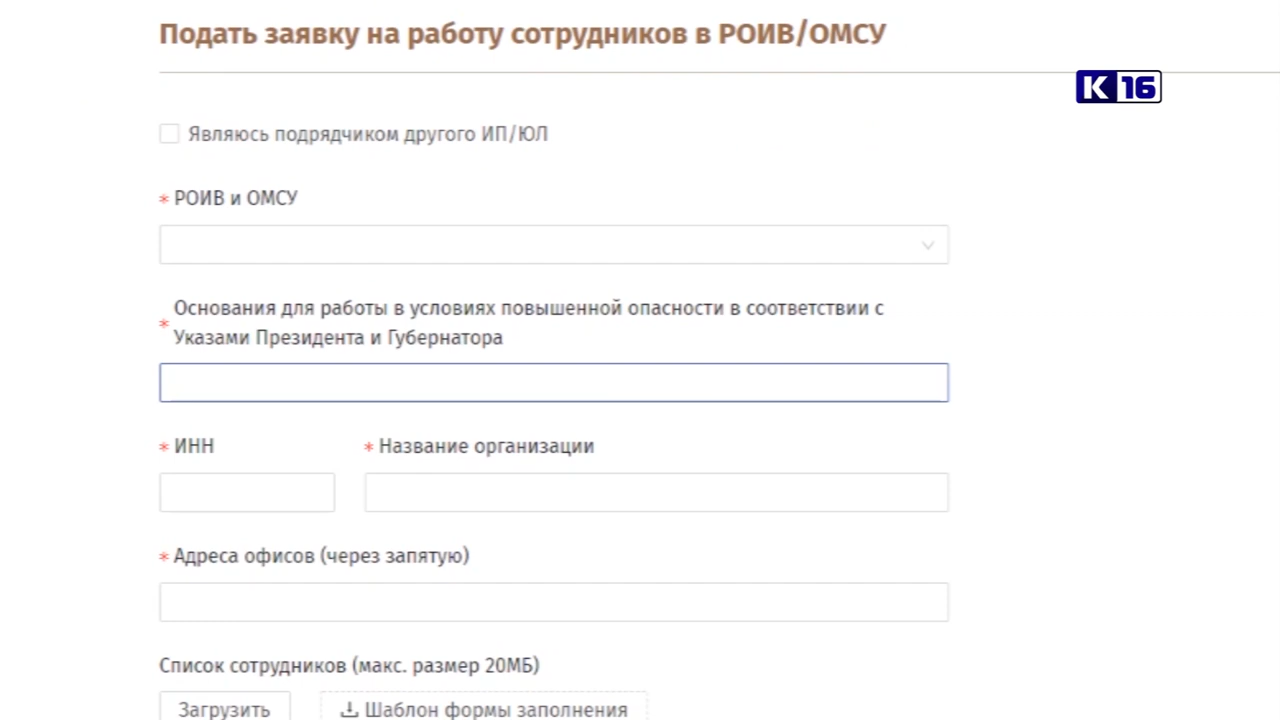 Подать заявку на работу сотрудников в РОИВ/ОМСУ
К 16
Являюсь подрядчиком другого ИП/ЮЛ
* РОИВ и ОМСУ
* Основания для работы в условиях повышенной опасности в соответствии с
Указами Президента и Губернатора
* ИНН
* Название организации
* Адреса офисов (через запятую)
Список сотрудников (макс. размер 20МБ)
Загрузить
Шаблон формы заполнения